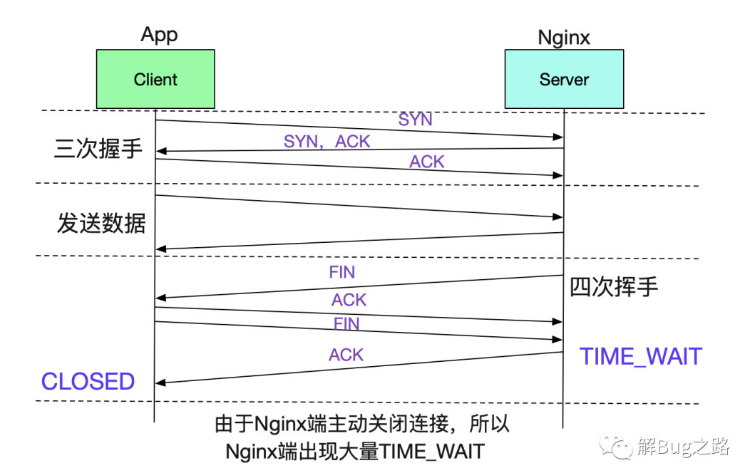 App
Nginx
Client
Server
SYN
SYN, ACK
三次握手
ACK
发送数据
FIN
四次挥手
ACK
FIN
ACK
TIME_WAIT
CLOSED
由于Nginx端主动关闭连接，所以
Nginx端出现大量TIME_WAIT
解Bug之路